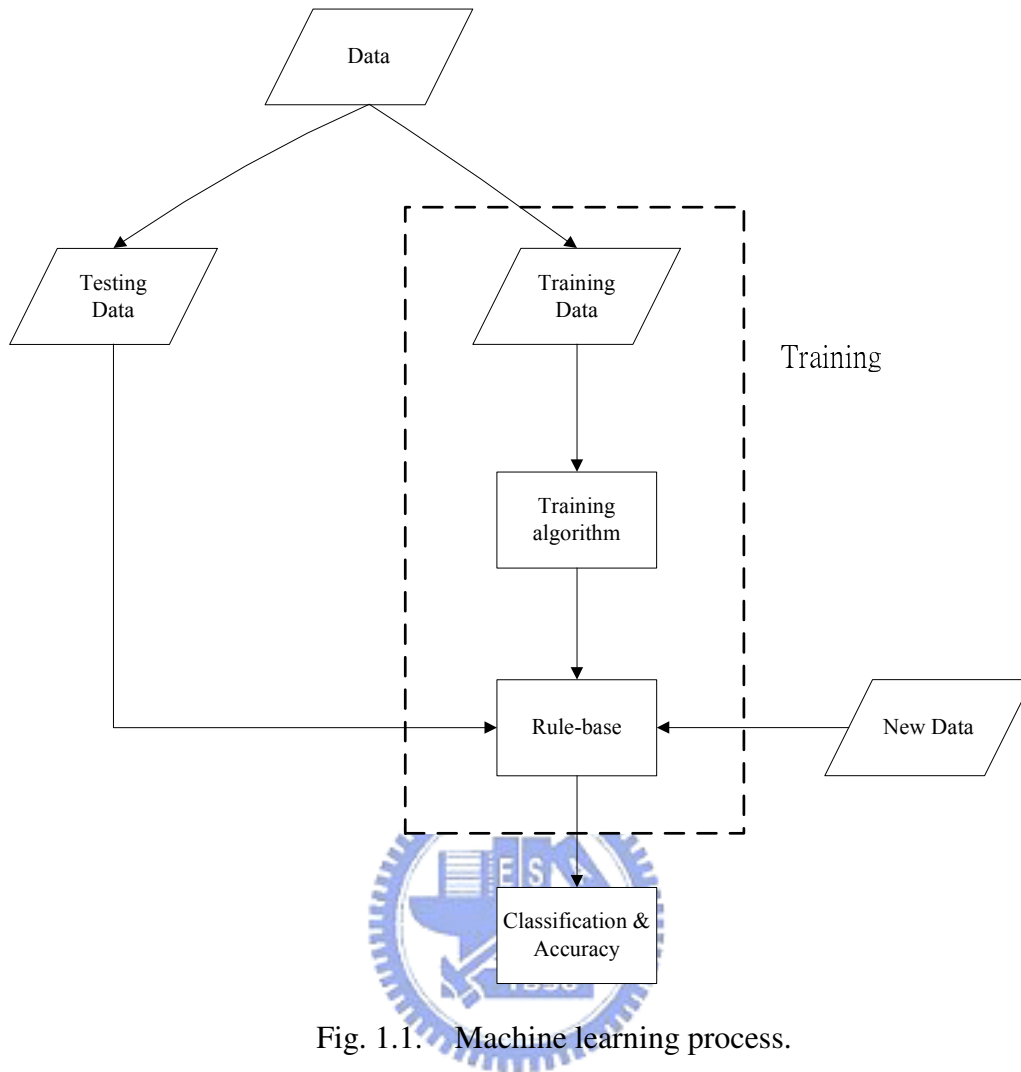 Data
Testing
Data
Training
Data
Training
Training
algorithm
Rule-base
New Data
E S
Classification &
Accuracy
Fig. 1.1. Machine learning process.